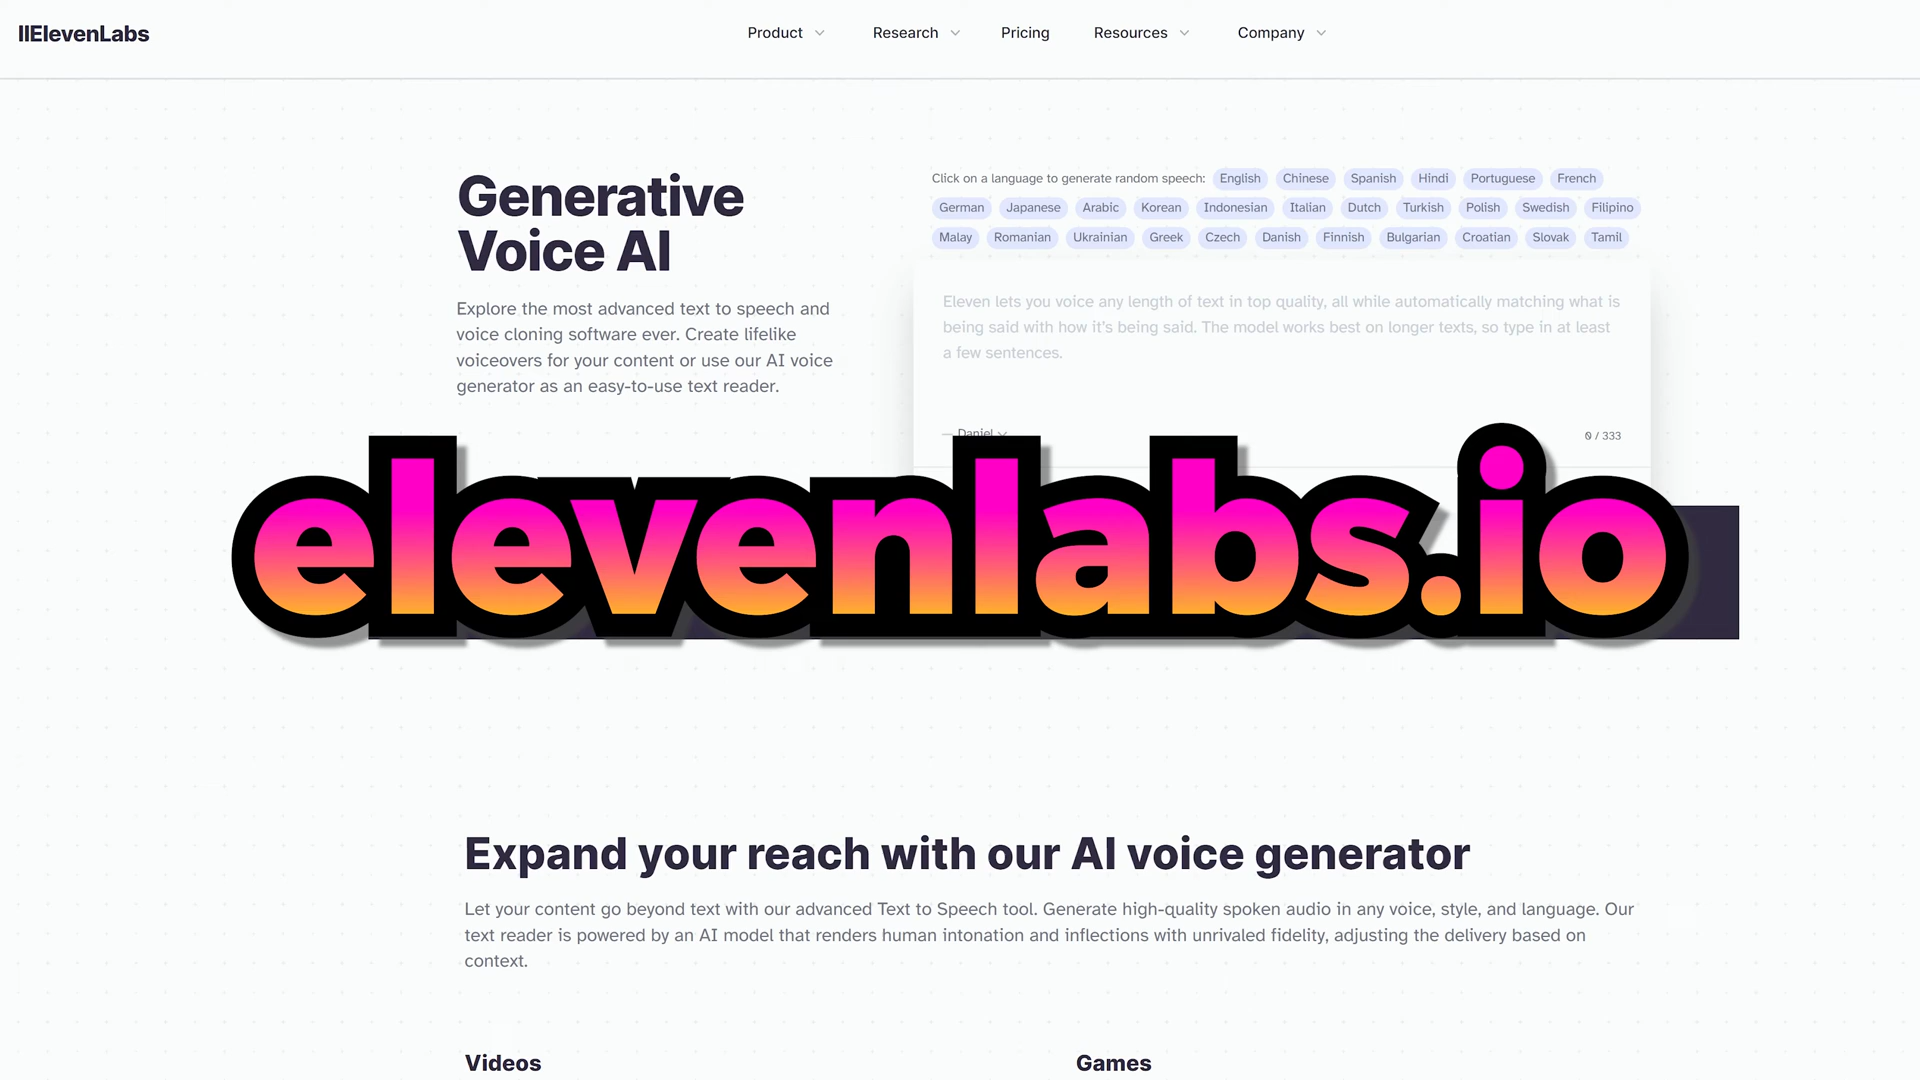 IIElevenLabs
Product
Research
Pricing
Resources
Company
Generative
Voice AI
Explore the most advanced text to speech and
voice cloning software ever. Create lifelike
voiceovers for your content or use our AI voice
generator as an easy-to-use text reader.
Click on a language to generate random speech: English Chinese Spanish Hindi Portuguese French
German Japanese Arabic Korean Indonesian Italian Dutch Turkish Polish Swedish Filipino
Malay Romanian Ukrainian Greek Czech Danish Finnish Bulgarian Croatian Slovak Tamil
Eleven lets you voice any length of text in top quality, all while automatically matching what is
being said with how it's being said. The model works best on longer texts, so type in at least
a few sentences.
— Daniel
0 / 333
elevenlabs.io
Expand your reach with our AI voice generator
Let your content go beyond text with our advanced Text to Speech tool. Generate high-quality spoken audio in any voice, style, and language. Our
text reader is powered by an AI model that renders human intonation and inflections with unrivaled fidelity, adjusting the delivery based on
context.
Videos
Games